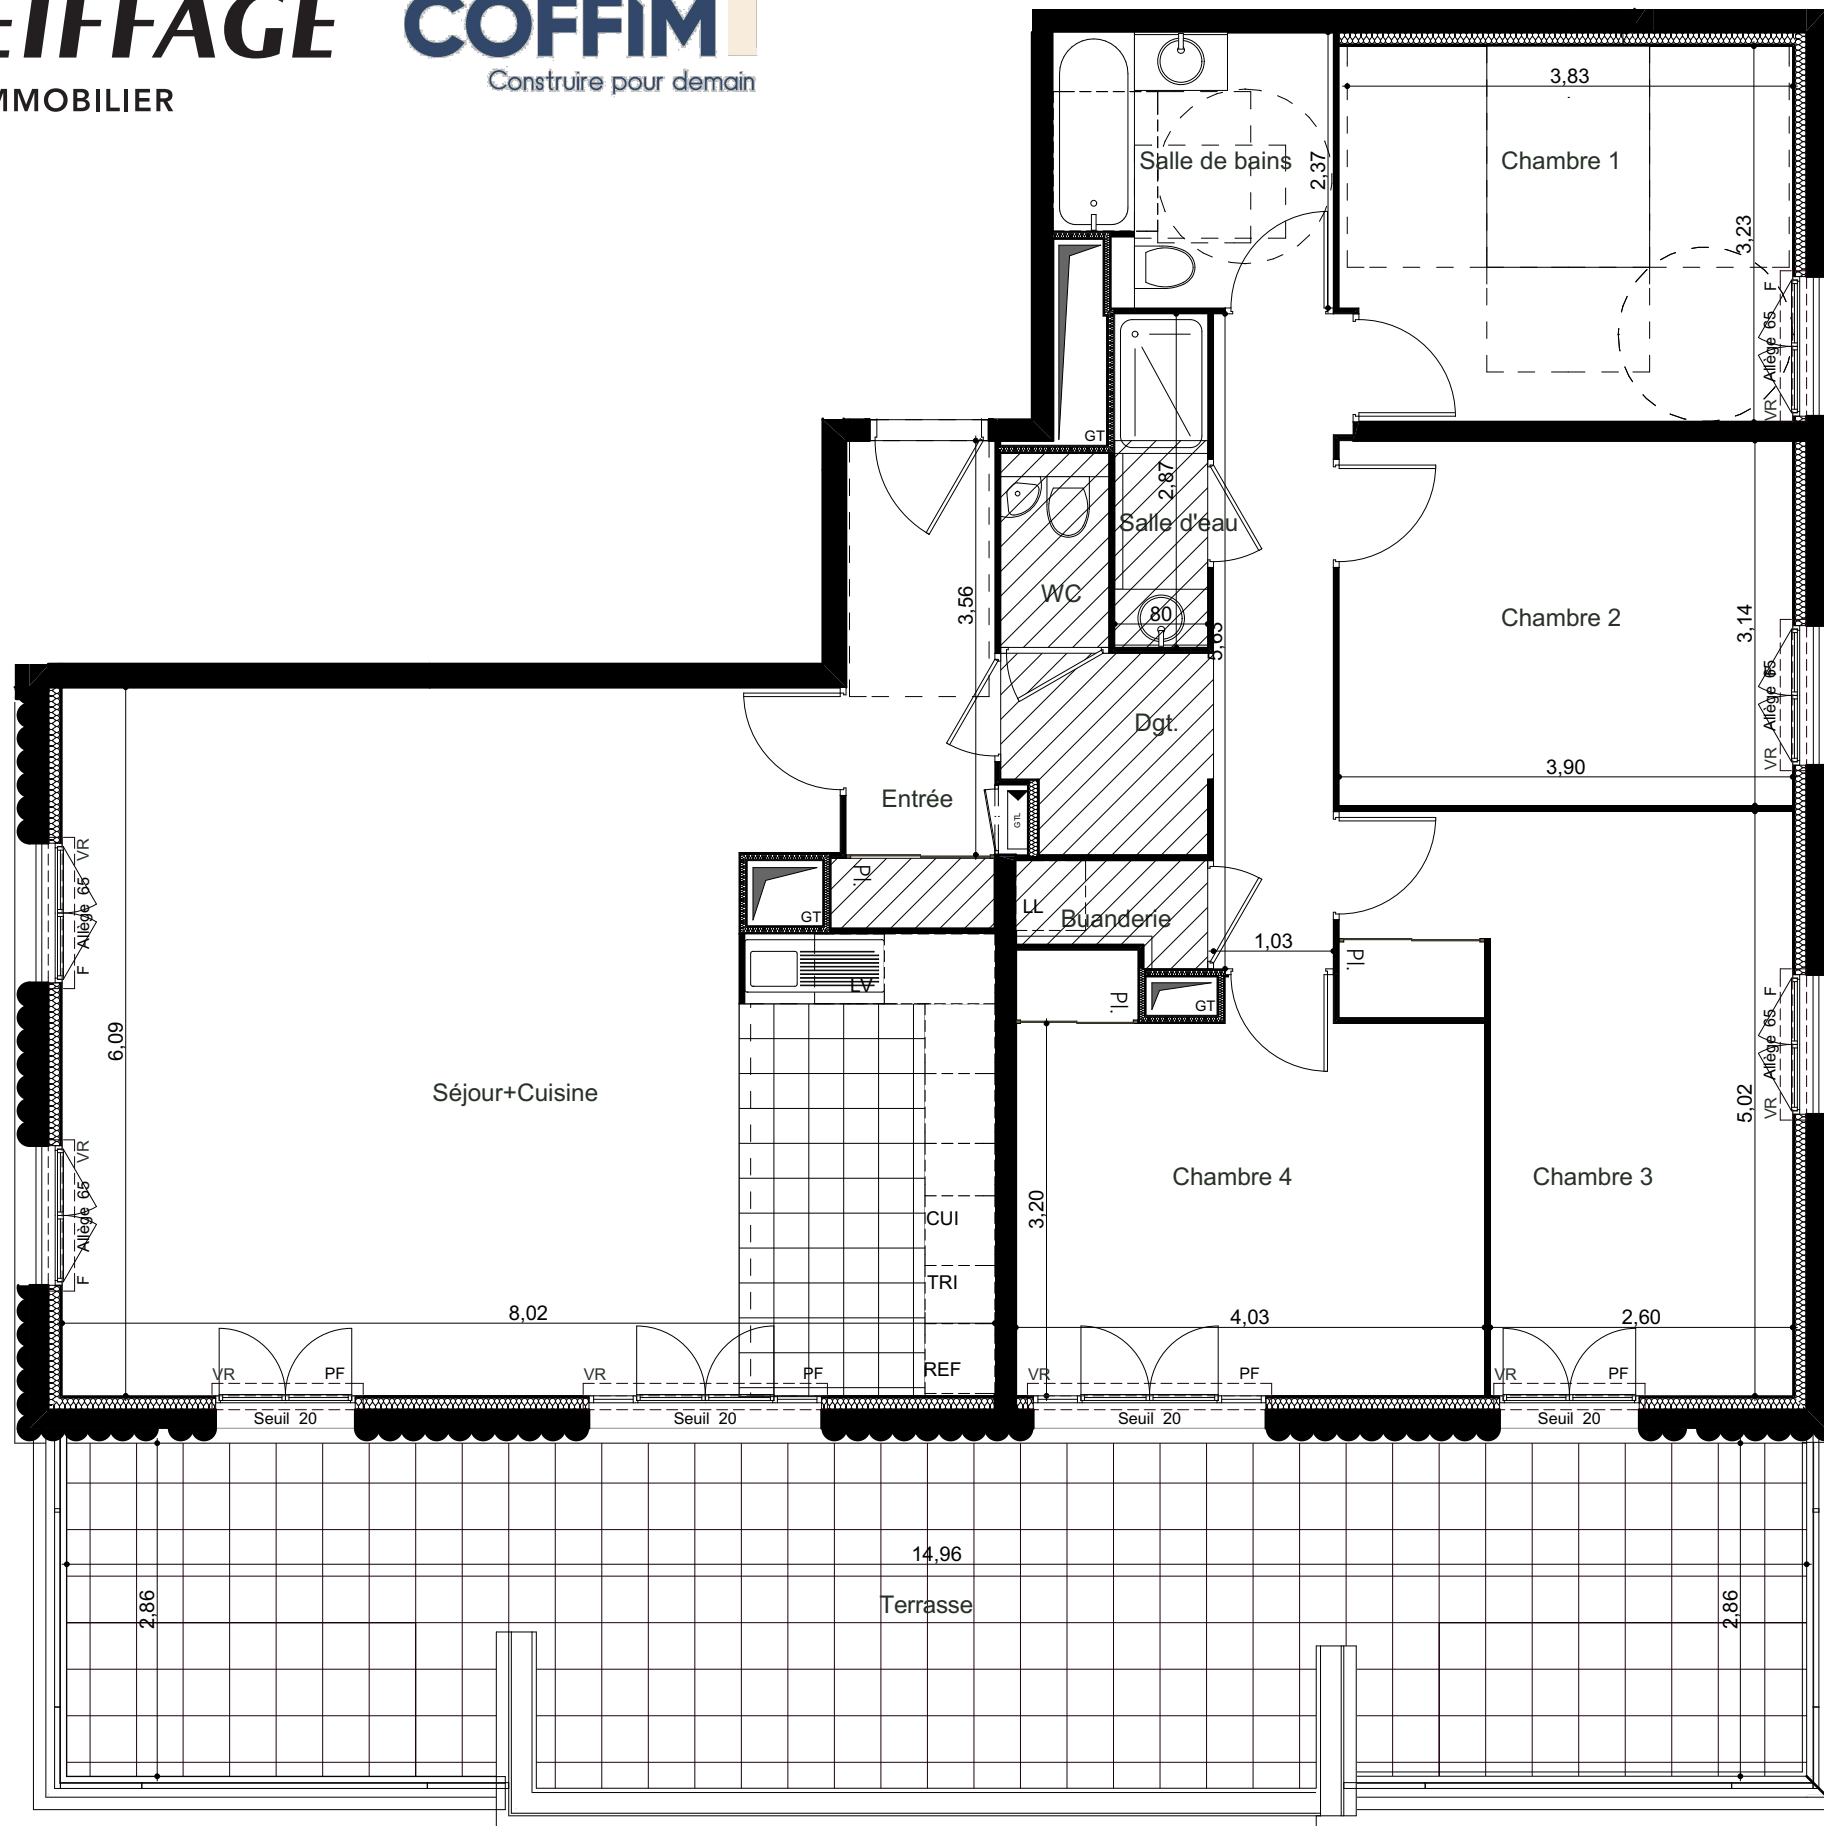 EIFFAGE
MMOBILIER
COFFIM
Construire pour demain
3,83
Salle de bains
2,37
Chambre 1
3,23
F
Allège 65
VR
GT
2,87
Salle d'eau
WC
80
5,63
3,56
Chambre 2
3,14
Allège 65
VR
3,90
Dgt.
Entrée
GTL
Pl.
GT
LL
Buanderie
1,03
Pl.
Pl.
GT
LV
VR
Allège 65
F
6,09
Séjour+Cuisine
VR
Allège 65
F
CUI
TRI
REF
8,02
Chambre 4
3,20
4,03
Chambre 3
5,02
2,60
F
Allège 65
VR
VR
PF
VR
PF
VR
PF
VR
PF
Seuil 20
Seuil 20
Seuil 20
Seuil 20
14,96
2,86
Terrasse
2,86